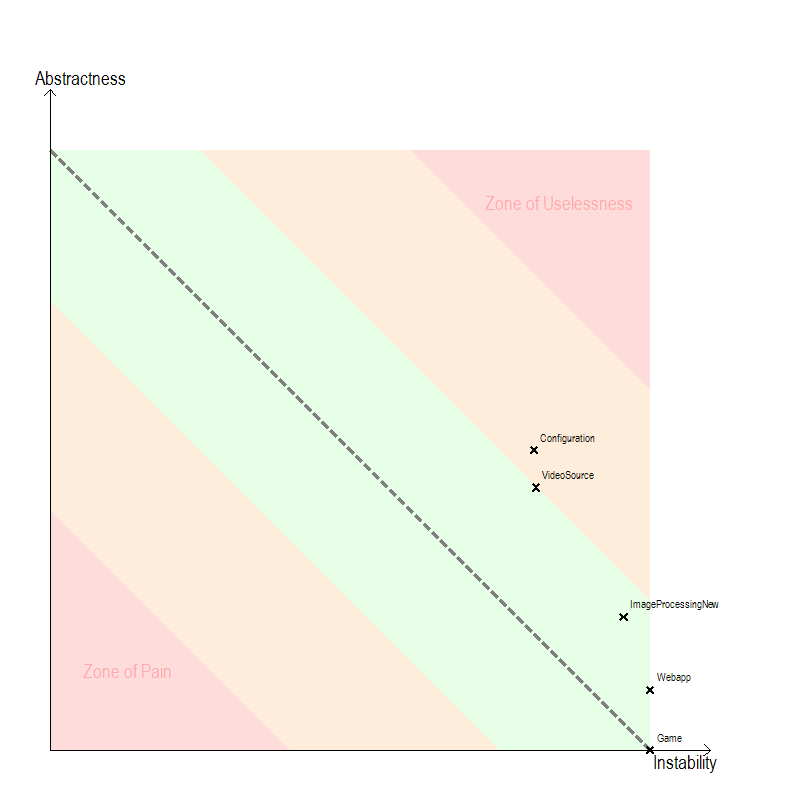 Abstractness
Zone of Uselessness
Configuration
VideoSource
ImageProcessingNew
Zone of Pain
Webapp
Game
Instability